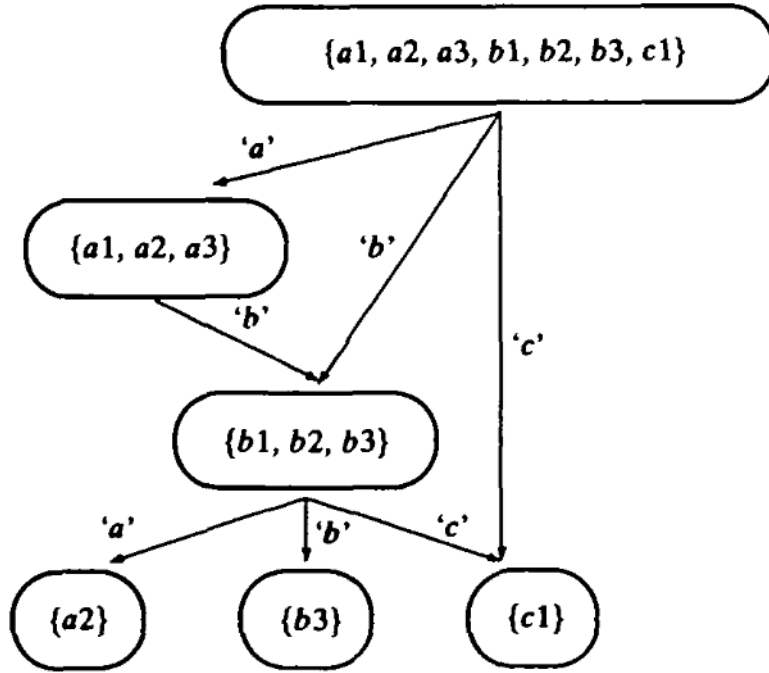 {a1, a2, a3, b1, b2, b3, c1}
‘a’
{a1, a2, a3}
‘b’
‘b’
‘c’
{b1, b2, b3}
‘a’
‘b’
‘c’
{a2}
{b3}
{c1}